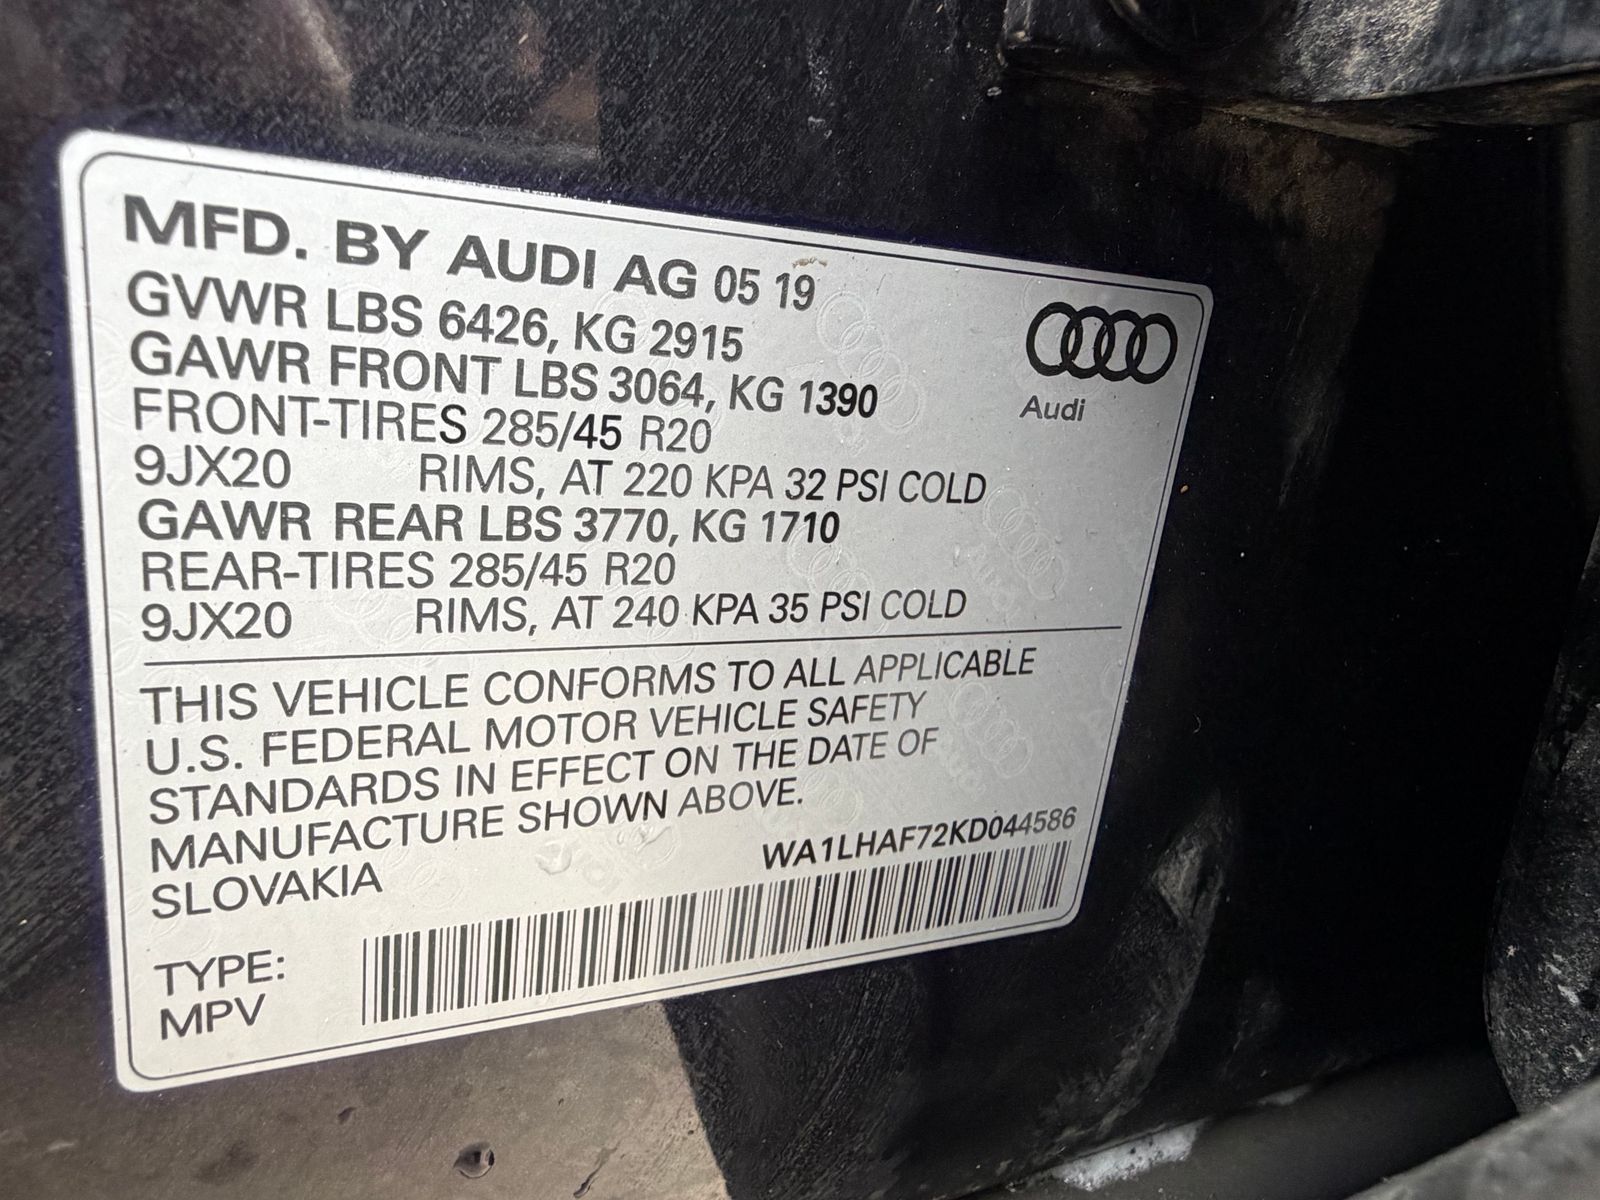 MFD. BY AUDI AG 05 19
GVWR LBS 6426, KG 2915
GAWR FRONT LBS 3064, KG 1390
FRONT-TIRES 285/45 R20
9JX20 RIMS, AT 220 KPA 32 PSI COLD
GAWR REAR LBS 3770, KG 1710
REAR-TIRES 285/45 R20
9JX20 RIMS, AT 240 KPA 35 PSI COLD
Audi
THIS VEHICLE CONFORMS TO ALL APPLICABLE
U.S. FEDERAL MOTOR VEHICLE SAFETY
STANDARDS IN EFFECT ON THE DATE OF
MANUFACTURE SHOWN ABOVE.
SLOVAKIA
WA1LHAF72KD044586
TYPE:
MPV